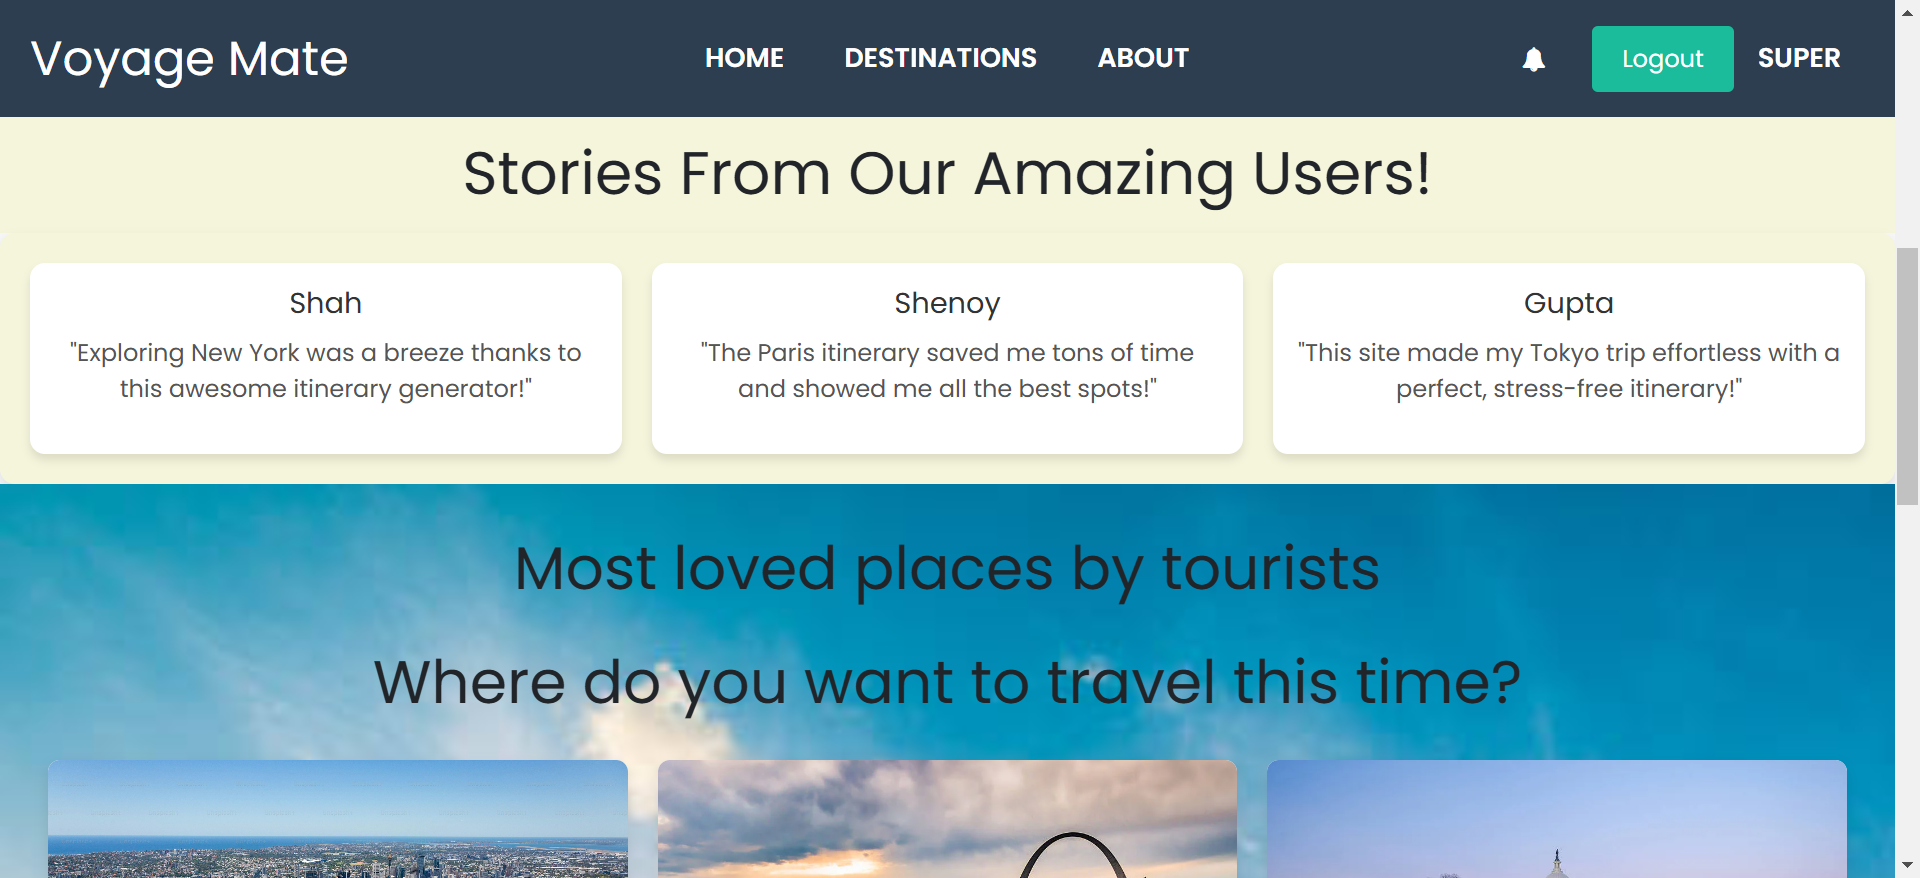 Voyage Mate
HOME
DESTINATIONS
ABOUT
Logout
SUPER
Stories From Our Amazing Users!
Shah
"Exploring New York was a breeze thanks to
this awesome itinerary generator!"
Shenoy
"The Paris itinerary saved me tons of time
and showed me all the best spots!"
Gupta
"This site made my Tokyo trip effortless with a
perfect, stress-free itinerary!"
Most loved places by tourists
Where do you want to travel this time?